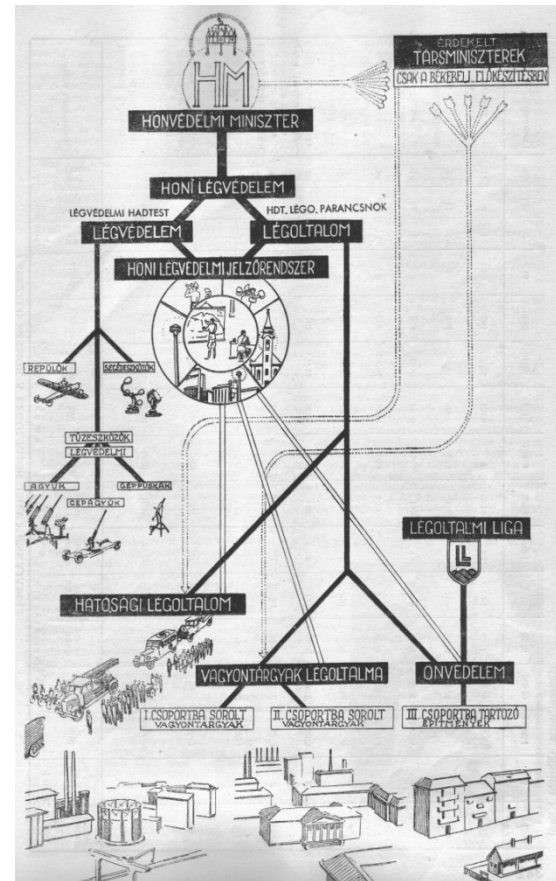 HM
HONVÉDELMI MINISZTER
ÉRDEKELT
TÁRSMINISZTEREK
CSAK A BÉKEBELI ELŐKÉSZÍTÉSBEN
HONI LÉGVÉDELEM
LÉGVÉDELMI HADTEST
HDT. LÉGO. PARANCSNOK
LÉGVÉDELEM
LÉGOLTALOM
HONI LÉGVÉDELMI JELZŐRENDSZER
L
REPÜLŐK
SEGÉDESZKÖZÖK
TŰZESZKÖZÖK
LÉGVÉDELMI
ÁGYÚK
GÉPPUSKÁK
GÉPÁGYÚK
LÉGOLTALMI LIGA
LL
HATÓSÁGI LÉGOLTALOM
VAGYONTÁRGYAK LÉGOLTALMA
ÖNVÉDELEM
I. CSOPORTBA SOROLT
VAGYONTÁRGYAK
II. CSOPORTBA SOROLT
VAGYONTÁRGYAK
III. CSOPORTBA TARTOZÓ
ÉPÍTMÉNYEK